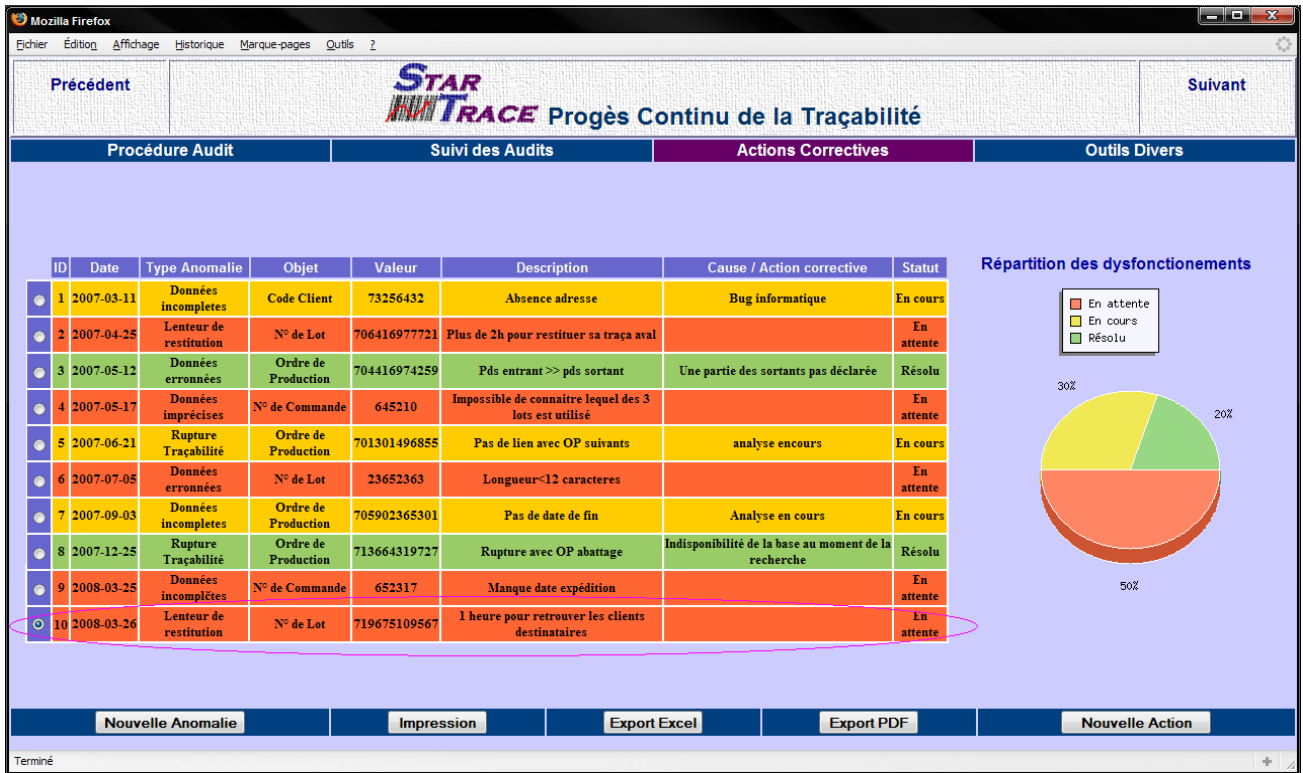 Mozilla Firefox
Fichier Édition Affichage Historique Marque-pages Outils ?
Précédent
STAR
TRACE Progès Continu de la Traçabilité
Suivant
Procédure Audit Suivi des Audits Actions Correctives Outils Divers
ID Date Type Anomalie Objet Valeur Description Cause / Action corrective Statut
1 2007-03-11 Données incompletes Code Client 73256432 Absence adresse Bug informatique En cours
2 2007-04-25 Lenteur de restitution N° de Lot 706416977721 Plus de 2h pour restituer sa traça aval En attente
3 2007-05-12 Données erronnées Ordre de Production 704416974259 Pds entrant >> pds sortant Une partie des sortants pas déclarée Résolu
4 2007-05-17 Données imprécises N° de Commande 645210 Impossible de connaitre lequel des 3 lots est utilisé En attente
5 2007-06-21 Rupture Traçabilité Ordre de Production 701301496855 Pas de lien avec OP suivants analyse encours En cours
6 2007-07-05 Données erronnées N° de Lot 23652363 Longueur<12 caracteres En attente
7 2007-09-03 Données incompletes Ordre de Production 705902365301 Pas de date de fin Analyse en cours En cours
8 2007-12-25 Rupture Traçabilité Ordre de Production 713664319727 Rupture avec OP abattage Indisponibilité de la base au moment de la recherche Résolu
9 2008-03-25 Données incomplètes N° de Commande 652317 Manque date expédition En attente
10 2008-03-26 Lenteur de restitution N° de Lot 719675109567 1 heure pour retrouver les clients destinataires En attente
Répartition des dysfonctionements
En attente
En cours
Résolu
30%
20%
50%
Nouvelle Anomalie Impression Export Excel Export PDF Nouvelle Action
Terminé